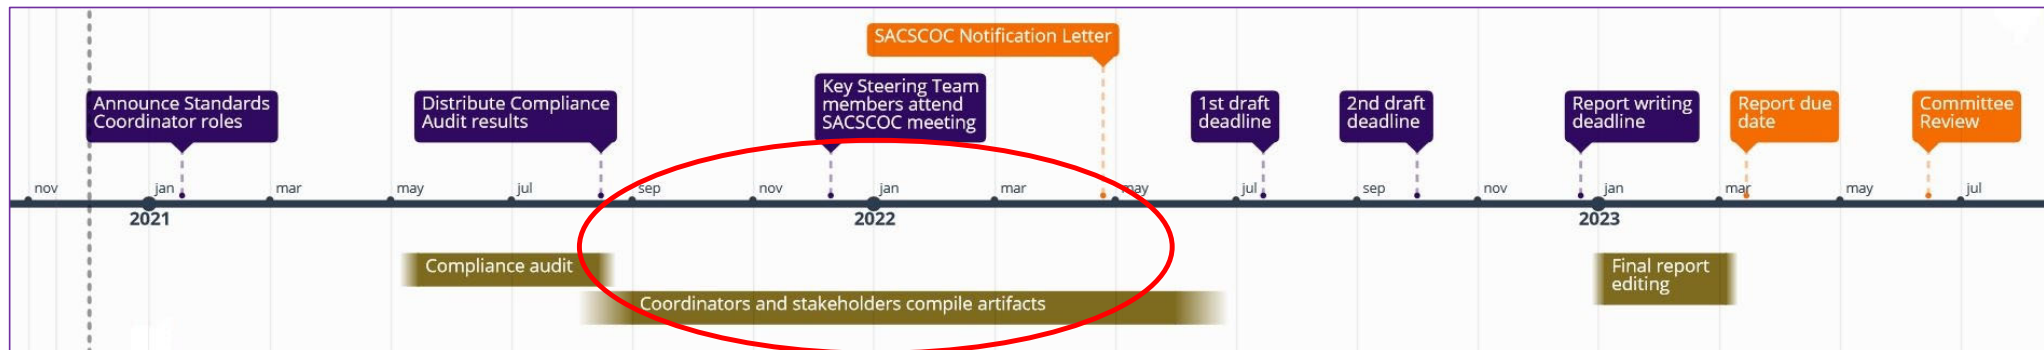 SACSCOC Notification Letter
Announce Standards
Coordinator roles
Distribute Compliance
Audit results
Key Steering Team
members attend
SACSCOC meeting
1st draft
deadline
2nd draft
deadline
Report writing
deadline
Report due
date
Committee
Review
nov jan mar may jul sep nov jan mar may jul sep nov jan mar may jul
2021 2022 2023
Compliance audit
Coordinators and stakeholders compile artifacts
Final report
editing